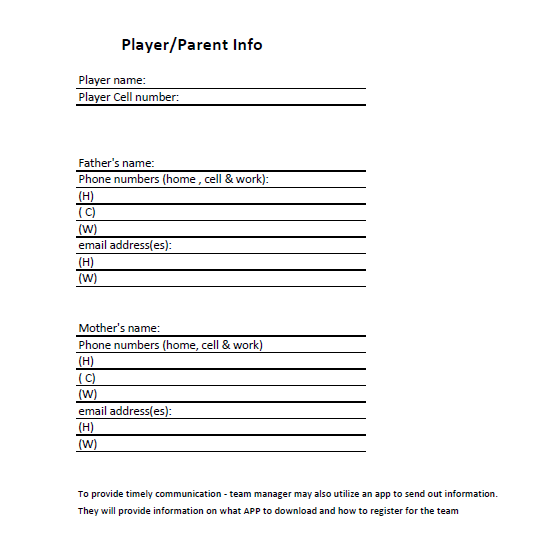 Player/Parent Info
Player name:
Player Cell number:
Father's name:
Phone numbers (home , cell & work):
(H)
( C)
(W)
email address(es):
(H)
(W)
Mother's name:
Phone numbers (home, cell & work)
(H)
( C)
(W)
email address(es):
(H)
(W)
To provide timely communication - team manager may also utilize an app to send out information.
They will provide information on what APP to download and how to register for the team